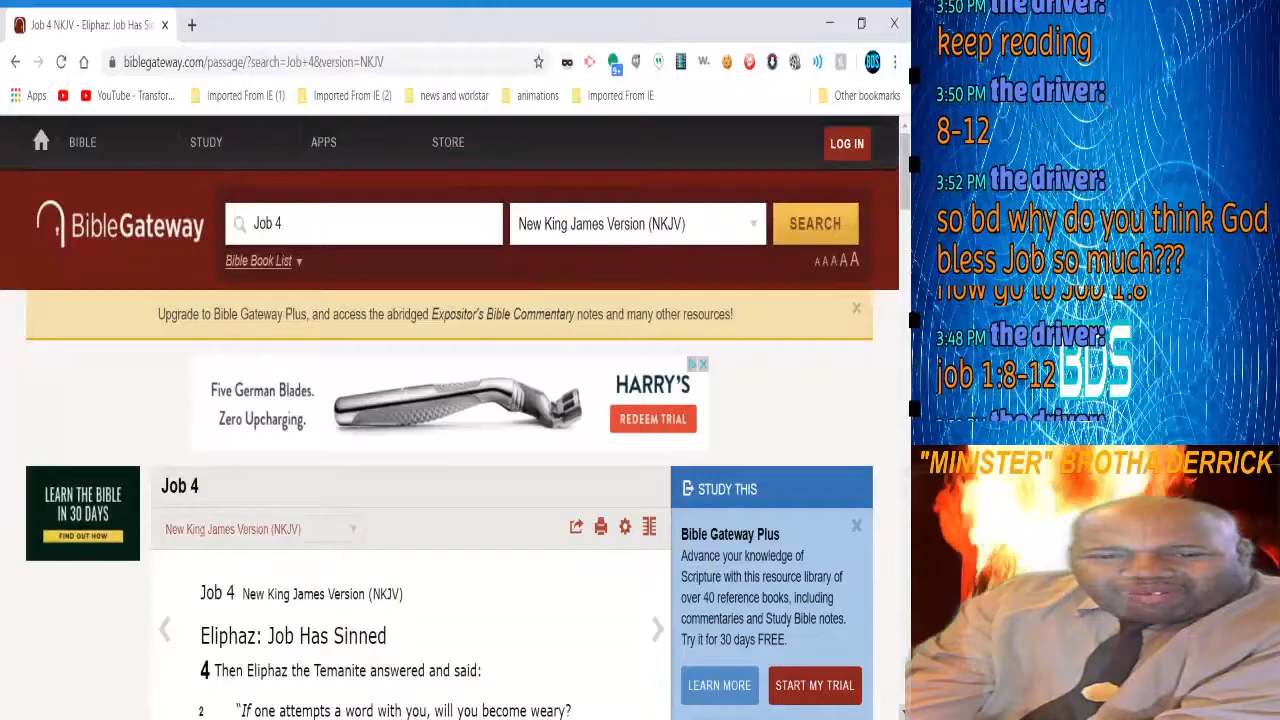 Job 4 NKJV - Eliphaz: Job Has Sin
biblegateway.com/passage/?search=Job+4&version=NKJV
9+
W.
BDS
Apps
YouTube - Transfor...
Imported From IE (1)
Imported From IE (2)
news and worlstar
animations
Imported From IE
Other bookmarks
BIBLE
STUDY
APPS
STORE
LOG IN
BibleGateway
Job 4
New King James Version (NKJV)
SEARCH
Bible Book List
AAAAA
Upgrade to Bible Gateway Plus, and access the abridged Expositor's Bible Commentary notes and many other resources!
Five German Blades.
Zero Upcharging.
HARRY'S
REDEEM TRIAL
LEARN THE BIBLE
IN 30 DAYS
FIND OUT HOW
Job 4
New King James Version (NKJV)
Job 4 New King James Version (NKJV)
Eliphaz: Job Has Sinned
4 Then Eliphaz the Temanite answered and said:
2 "If one attempts a word with you, will you become weary?
STUDY THIS
Bible Gateway Plus
Advance your knowledge of
Scripture with this resource library of
over 40 reference books, including
commentaries and Study Bible notes.
Try it for 30 days FREE.
LEARN MORE
START MY TRIAL
3:50 PM the driver:
keep reading
3:50 PM the driver:
8-12
3:52 PM the driver:
so bd why do you think God
bless Job so much???
now go to Job 1:8
3:48 PM the driver:
job 1:8-12
BDS
the driver:
"MINISTER" BROTHA DERRICK